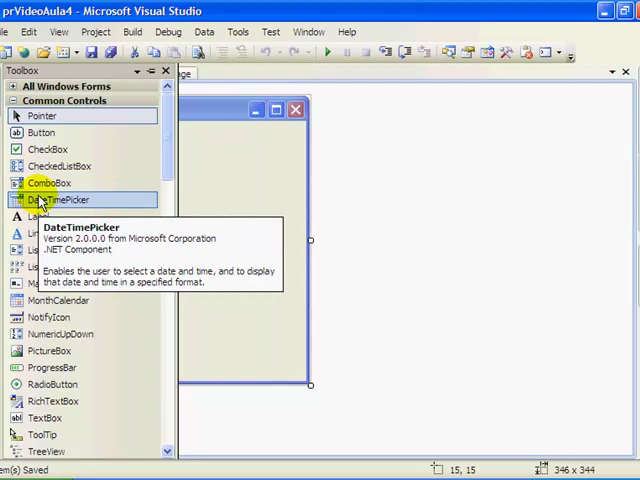 prVideoAula4 - Microsoft Visual Studio
File Edit View Project Build Debug Data Format Tools Test Window Help
Toolbox
All Windows Forms
Common Controls
Pointer
Button
CheckBox
CheckedListBox
ComboBox
DateTimePicker
DateTimePicker
Version 2.0.0.0 from Microsoft Corporation
.NET Component
Enables the user to select a date and time, and to display
that date and time in a specified format.
MonthCalendar
NotifyIcon
NumericUpDown
PictureBox
ProgressBar
RadioButton
RichTextBox
TextBox
ToolTip
TreeView
15, 15
346 x 344